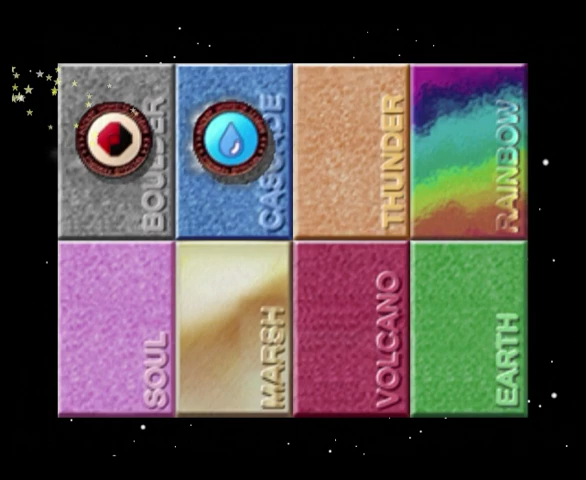 BOULDER
CASCADE
THUNDER
RAINBOW
SOUL
MARSH
VOLCANO
EARTH